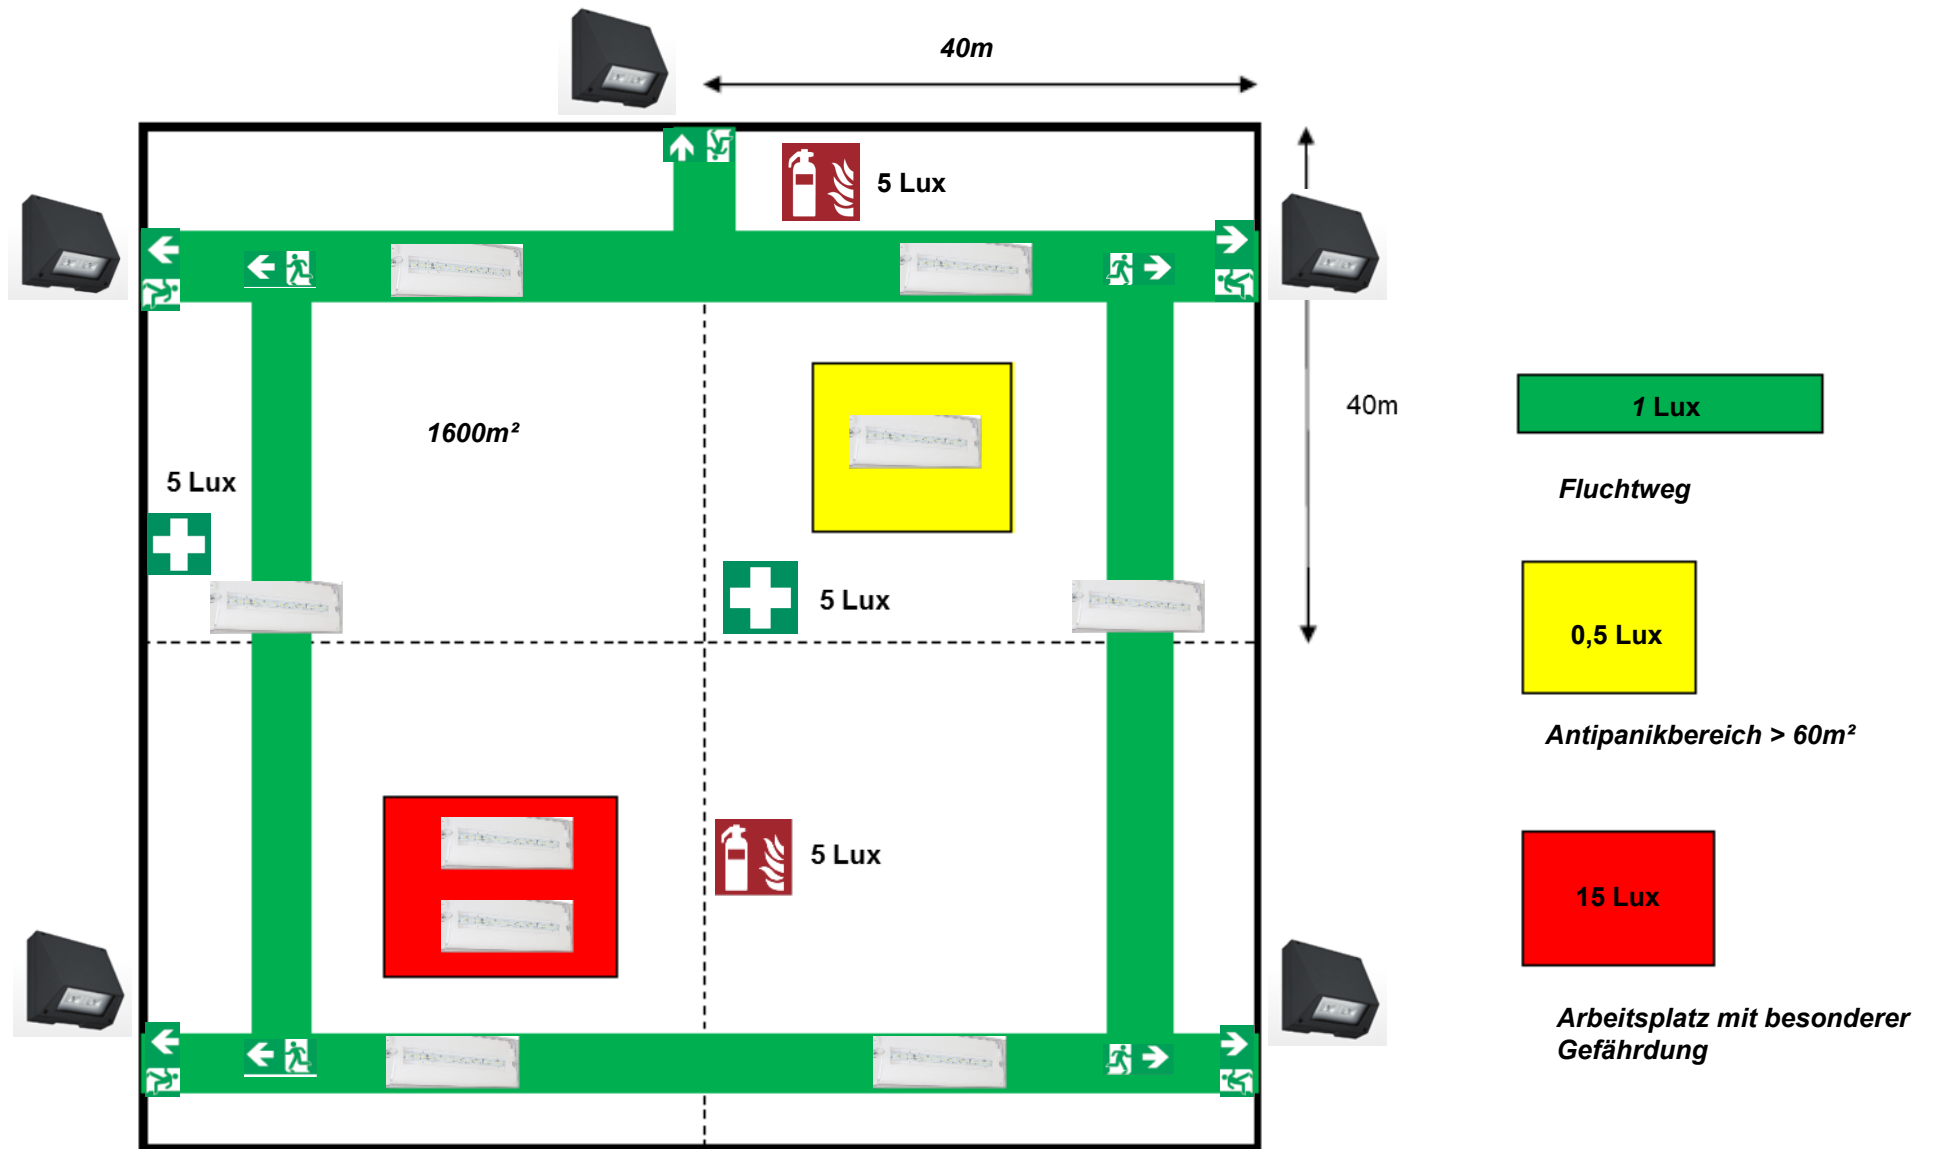 40m
5 Lux
40m
1600m²
5 Lux
5 Lux
5 Lux
1 Lux
Fluchtweg
0,5 Lux
Antipanikbereich > 60m²
15 Lux
Arbeitsplatz mit besonderer
Gefährdung